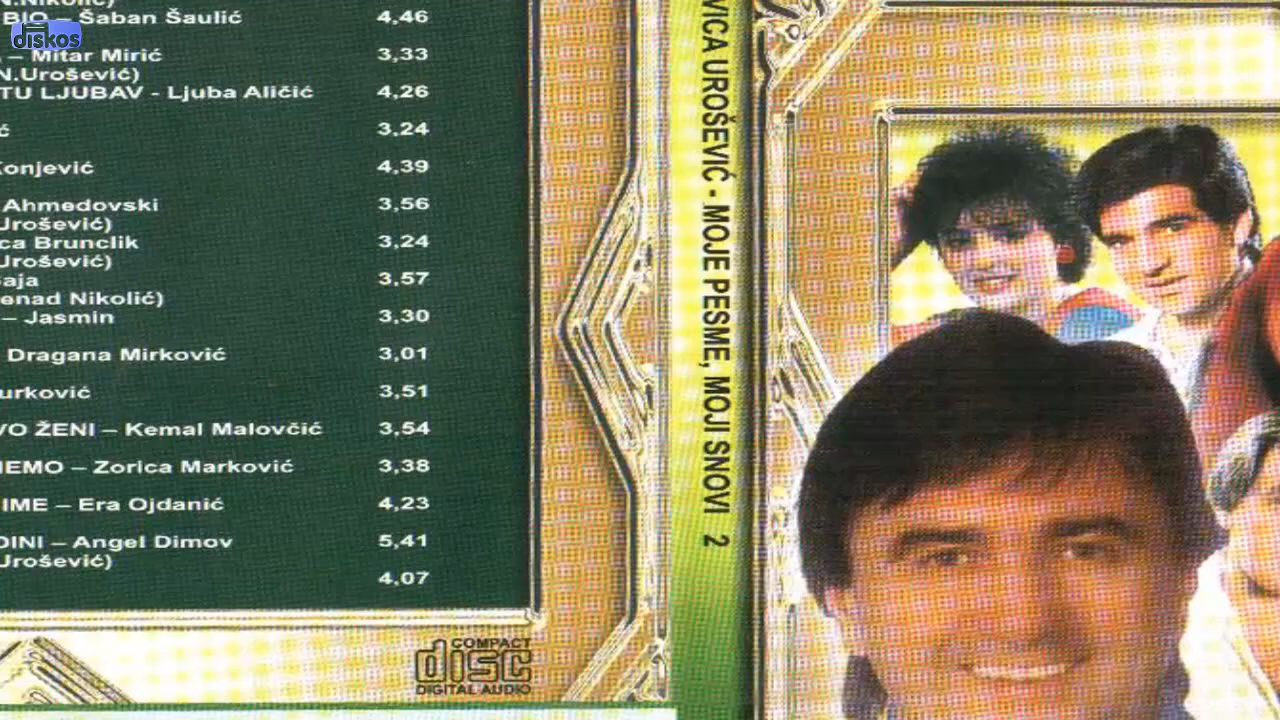 diskos
N.Nikolić)
BIO – Šaban Šaulić 4,46
– Mitar Mirić 3,33
N.Urošević)
TU LJUBAV - Ljuba Aličić 4,26
ć 3.24
Konjević 4,39
Ahmedovski 3,56
Urošević)
ca Brunclik 3,24
Urošević)
Gaja 3,57
enad Nikolić)
– Jasmin 3,30
Dragana Mirković 3,01
urković 3,51
VO ŽENI – Kemal Malovčić 3,54
NEMO – Zorica Marković 3,38
IME – Era Ojdanić 4,23
DINI – Angel Dimov 5,41
Urošević)
4,07
COMPACT
disc
DIGITAL AUDIO
VICA UROŠEVIĆ - MOJE PESME, MOJI SNOVI 2